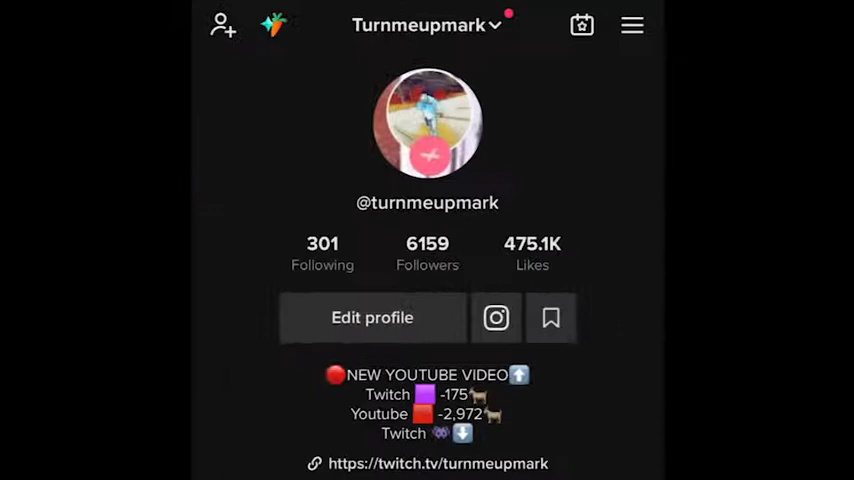 Turnmeupmark
@turnmeupmark
301 6159 475.1K
Following Followers Likes
Edit profile
🔴NEW YOUTUBE VIDEO⬆️
Twitch 🟪 -175🐐
Youtube 🟥 -2,972🐐
Twitch 👾⬇️
https://twitch.tv/turnmeupmark